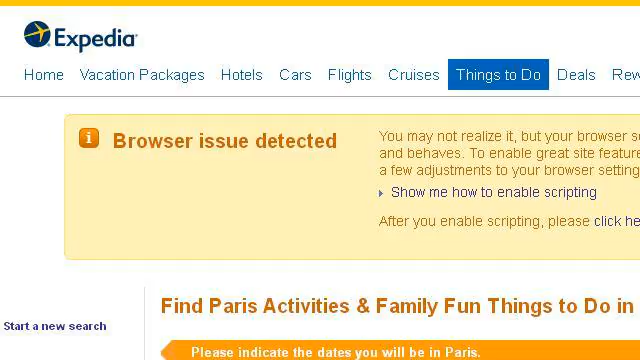 Expedia
Home Vacation Packages Hotels Cars Flights Cruises Things to Do Deals Rew
i Browser issue detected
You may not realize it, but your browser s
and behaves. To enable great site feature
a few adjustments to your browser setting
Show me how to enable scripting
After you enable scripting, please click he
Find Paris Activities & Family Fun Things to Do in
Start a new search
Please indicate the dates you will be in Paris.